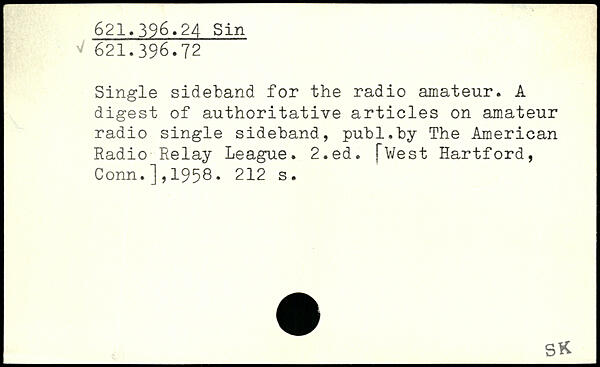 621.396.24 Sin
✓ 621.396.72
Single sideband for the radio amateur. A
digest of authoritative articles on amateur
radio single sideband, publ.by The American
Radio Relay League. 2.ed. [West Hartford,
Conn.],1958. 212 s.
SK